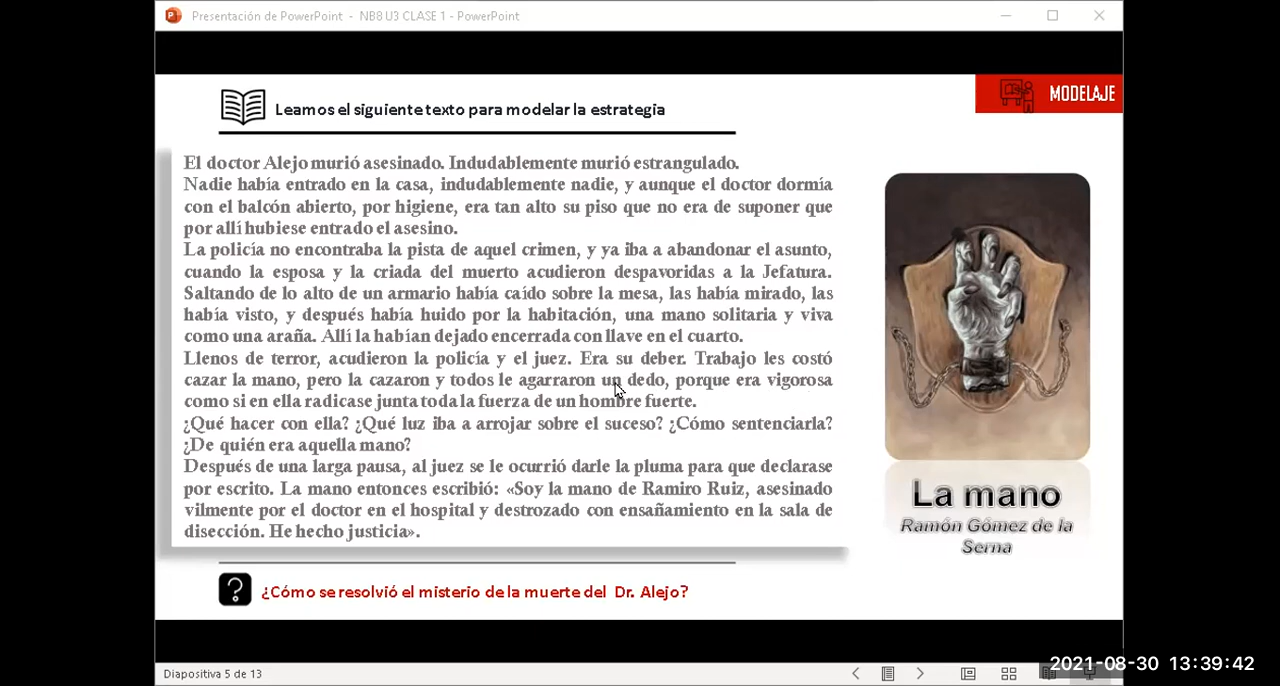 Presentación de PowerPoint - NB8 U3 CLASE 1 - PowerPoint
MODELAJE
Leamos el siguiente texto para modelar la estrategia
El doctor Alejo murió asesinado. Indudablemente murió estrangulado.
Nadie había entrado en la casa, indudablemente nadie, y aunque el doctor dormía
con el balcón abierto, por higiene, era tan alto su piso que no era de suponer que
por allí hubiese entrado el asesino.
La policía no encontraba la pista de aquel crimen, y ya iba a abandonar el asunto,
cuando la esposa y la criada del muerto acudieron despavoridas a la Jefatura.
Saltando de lo alto de un armario había caído sobre la mesa, las había mirado, las
había visto, y después había huido por la habitación, una mano solitaria y viva
como una araña. Allí la habían dejado encerrada con llave en el cuarto.
Llenos de terror, acudieron la policía y el juez. Era su deber. Trabajo les costó
cazar la mano, pero la cazaron y todos le agarraron un dedo, porque era vigorosa
como si en ella radicase junta toda la fuerza de un hombre fuerte.
¿Qué hacer con ella? ¿Qué luz iba a arrojar sobre el suceso? ¿Cómo sentenciarla?
¿De quién era aquella mano?
Después de una larga pausa, al juez se le ocurrió darle la pluma para que declarase
por escrito. La mano entonces escribió: «Soy la mano de Ramiro Ruiz, asesinado
vilmente por el doctor en el hospital y destrozado con ensañamiento en la sala de
disección. He hecho justicia».
La mano
Ramón Gómez de la
Serna
¿Cómo se resolvió el misterio de la muerte del Dr. Alejo?
Diapositiva 5 de 13
2021-08-30 13:39:42